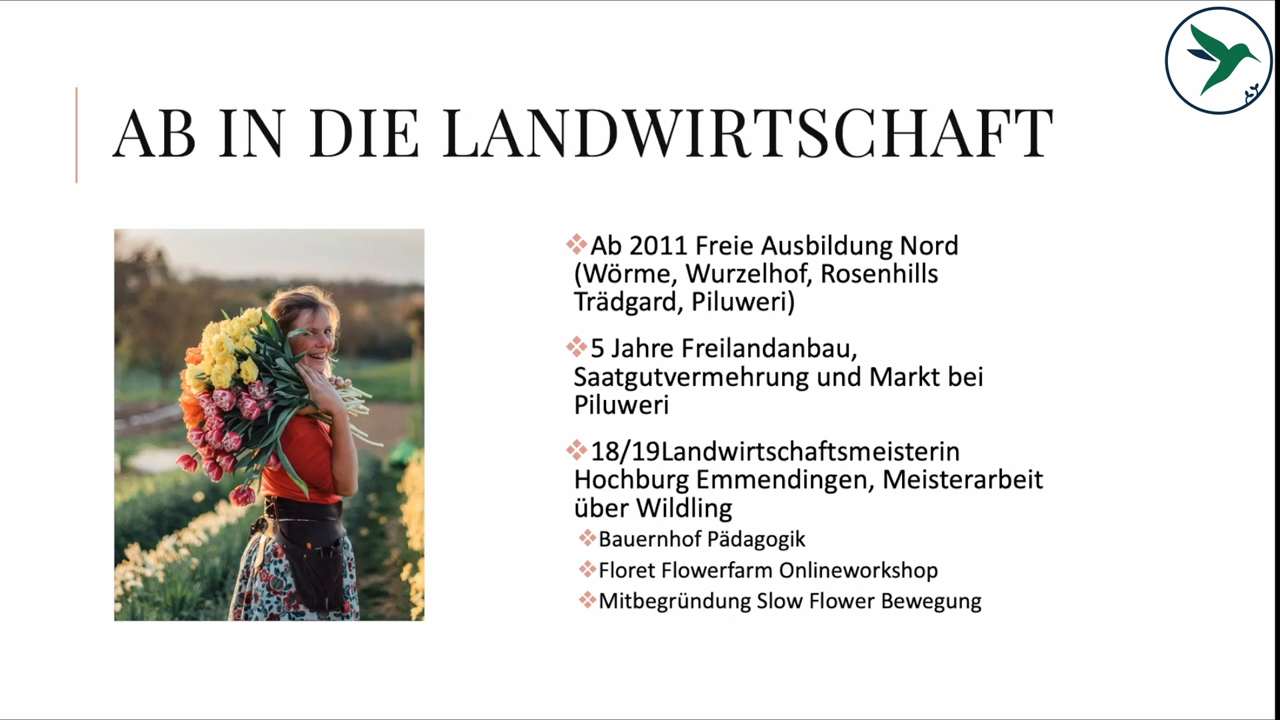 AB IN DIE LANDWIRTSCHAFT
Ab 2011 Freie Ausbildung Nord
(Wörme, Wurzelhof, Rosenhills
Trädgard, Piluweri)
5 Jahre Freilandanbau,
Saatgutvermehrung und Markt bei
Piluweri
18/19Landwirtschaftsmeisterin
Hochburg Emmendingen, Meisterarbeit
über Wildling
Bauernhof Pädagogik
Floret Flowerfarm Onlineworkshop
Mitbegründung Slow Flower Bewegung